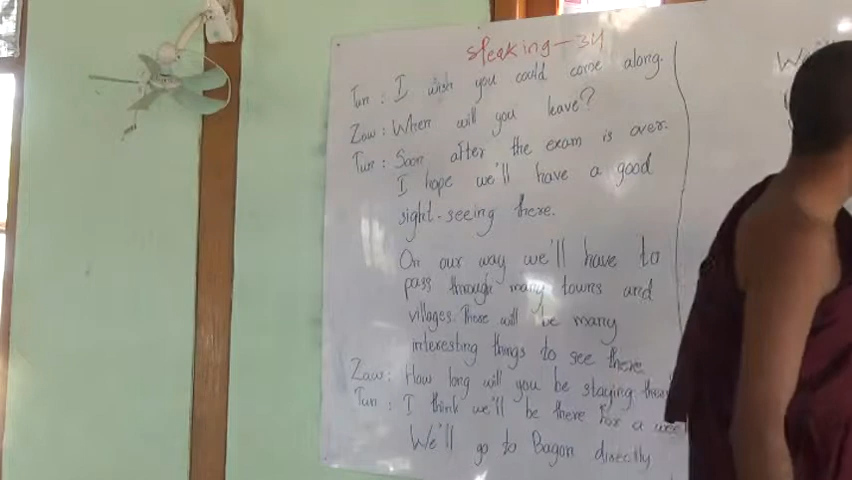 Speaking - 34
Tun : I wish you could come along.
Zaw : When will you leave?
Tun : Soon after the exam is over.
I hope we'll have a good
sight-seeing there.
On our way we'll have to
pass through many towns and
villages. There will be many
interesting things to see there
Zaw : How long will you be staying there
Tun : I think we'll be there for a week
We'll go to Bagan directly